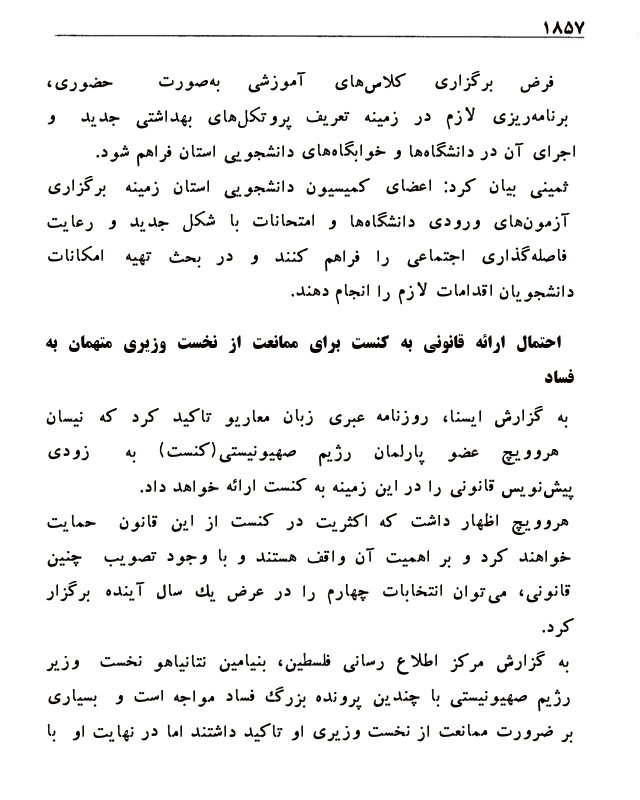 ۱۸۵۷
فرض برگزاری کلاس‌های آموزشی به‌صورت حضوری،
برنامه‌ریزی لازم در زمینه تعریف پروتکل‌های بهداشتی جدید و
اجرای آن در دانشگاه‌ها و خوابگاه‌های دانشجویی استان فراهم شود.
ثمینی بیان کرد: اعضای کمیسیون دانشجویی استان زمینه برگزاری
آزمون‌های ورودی دانشگاه‌ها و امتحانات با شکل جدید و رعایت
فاصله‌گذاری اجتماعی را فراهم کنند و در بحث تهیه امکانات
دانشجویان اقدامات لازم را انجام دهند.
احتمال ارائه قانونی به کنست برای ممانعت از نخست وزیری متهمان به
فساد
به گزارش ایسنا، روزنامه عبری زبان معاریو تاکید کرد که نیسان
هروویچ عضو پارلمان رژیم صهیونیستی(کنست) به زودی
پیش‌نویس قانونی را در این زمینه به کنست ارائه خواهد داد.
هروویچ اظهار داشت که اکثریت در کنست از این قانون حمایت
خواهند کرد و بر اهمیت آن واقف هستند و با وجود تصویب چنین
قانونی، می‌توان انتخابات چهارم را در عرض یك سال آینده برگزار
کرد.
به گزارش مرکز اطلاع رسانی فلسطین، بنیامین نتانیاهو نخست وزیر
رژیم صهیونیستی با چندین پرونده بزرگ فساد مواجه است و بسیاری
بر ضرورت ممانعت از نخست وزیری او تاکید داشتند اما در نهایت او با